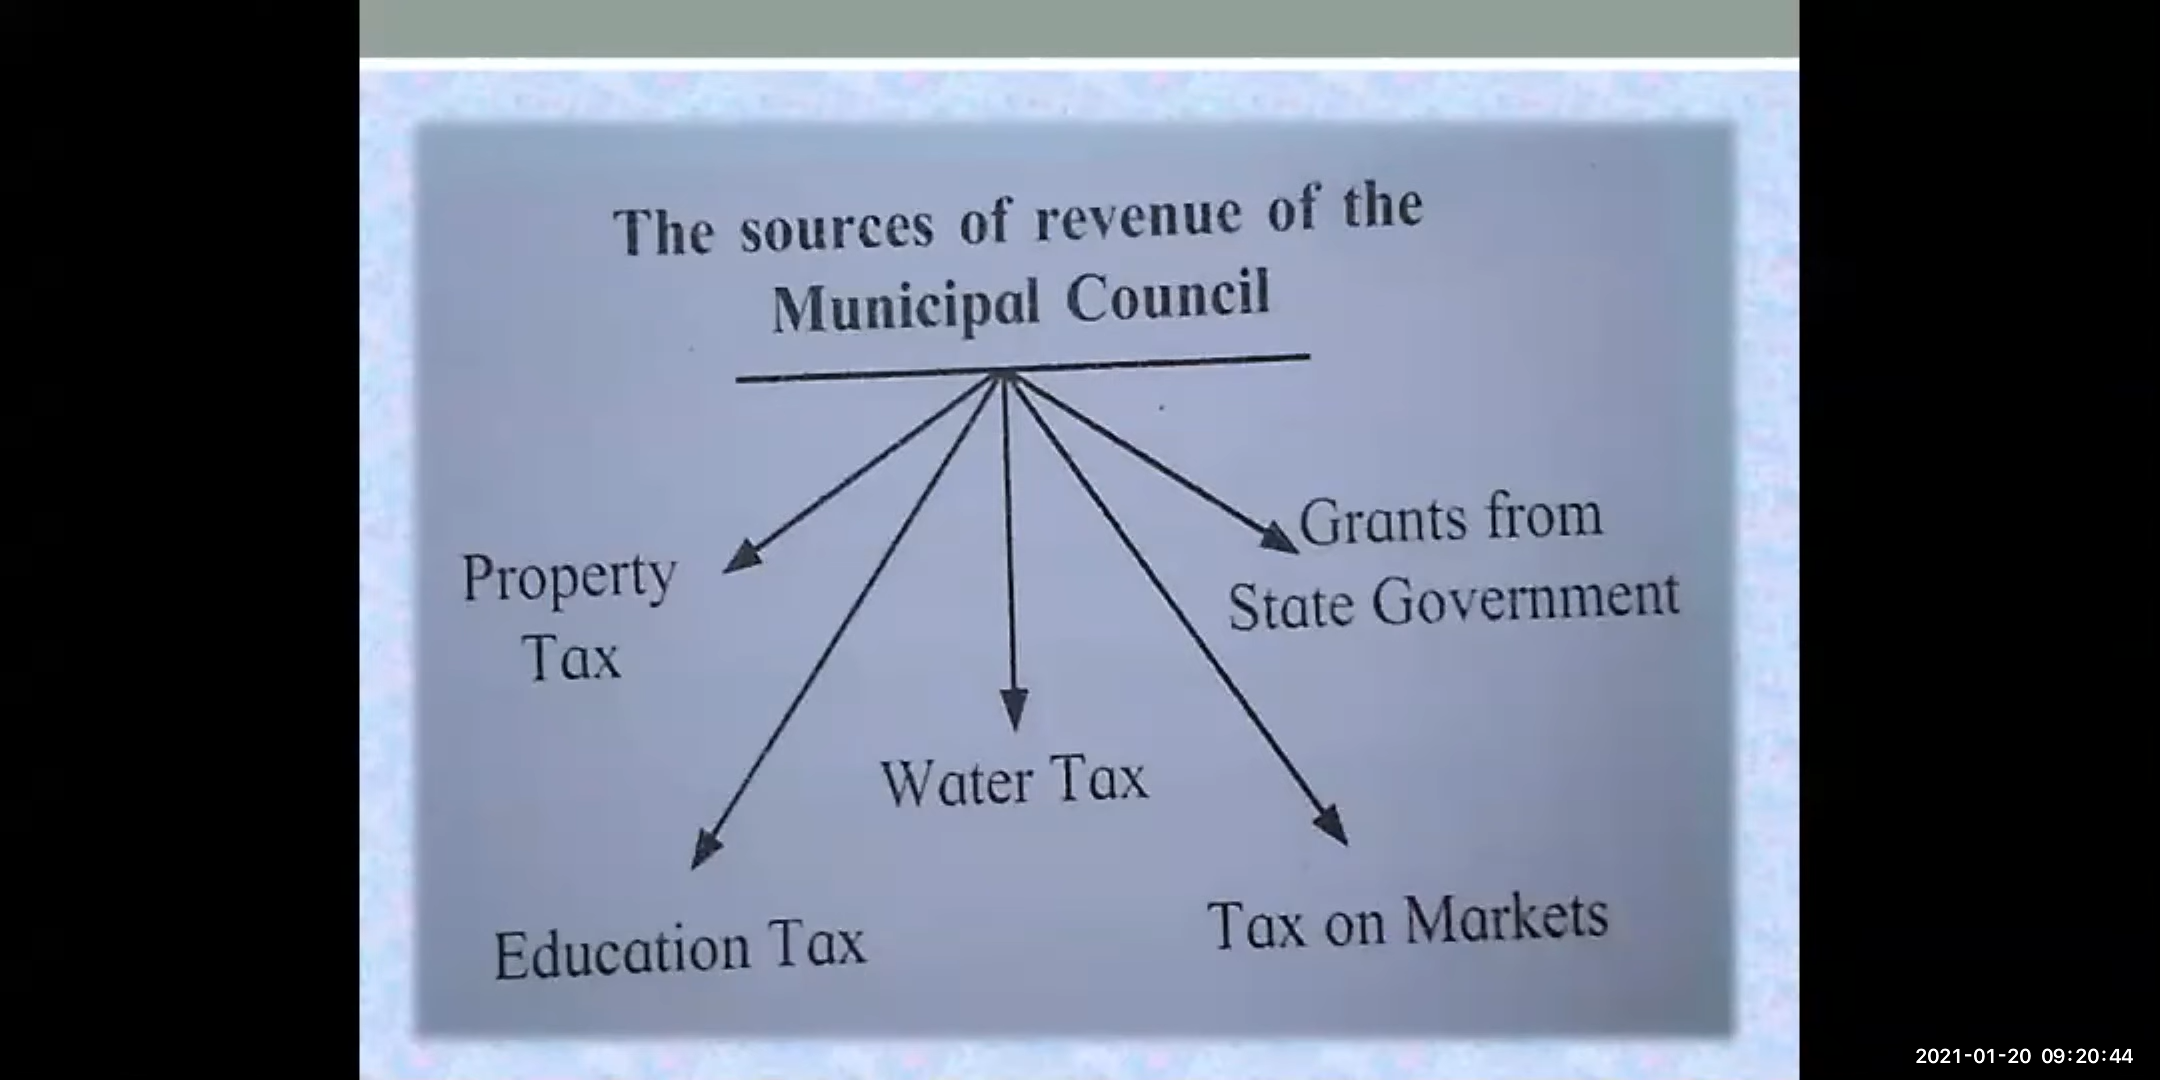 The sources of revenue of the
Municipal Council
Property
Tax
Education Tax
Water Tax
Tax on Markets
Grants from
State Government
2021-01-20 09:20:44